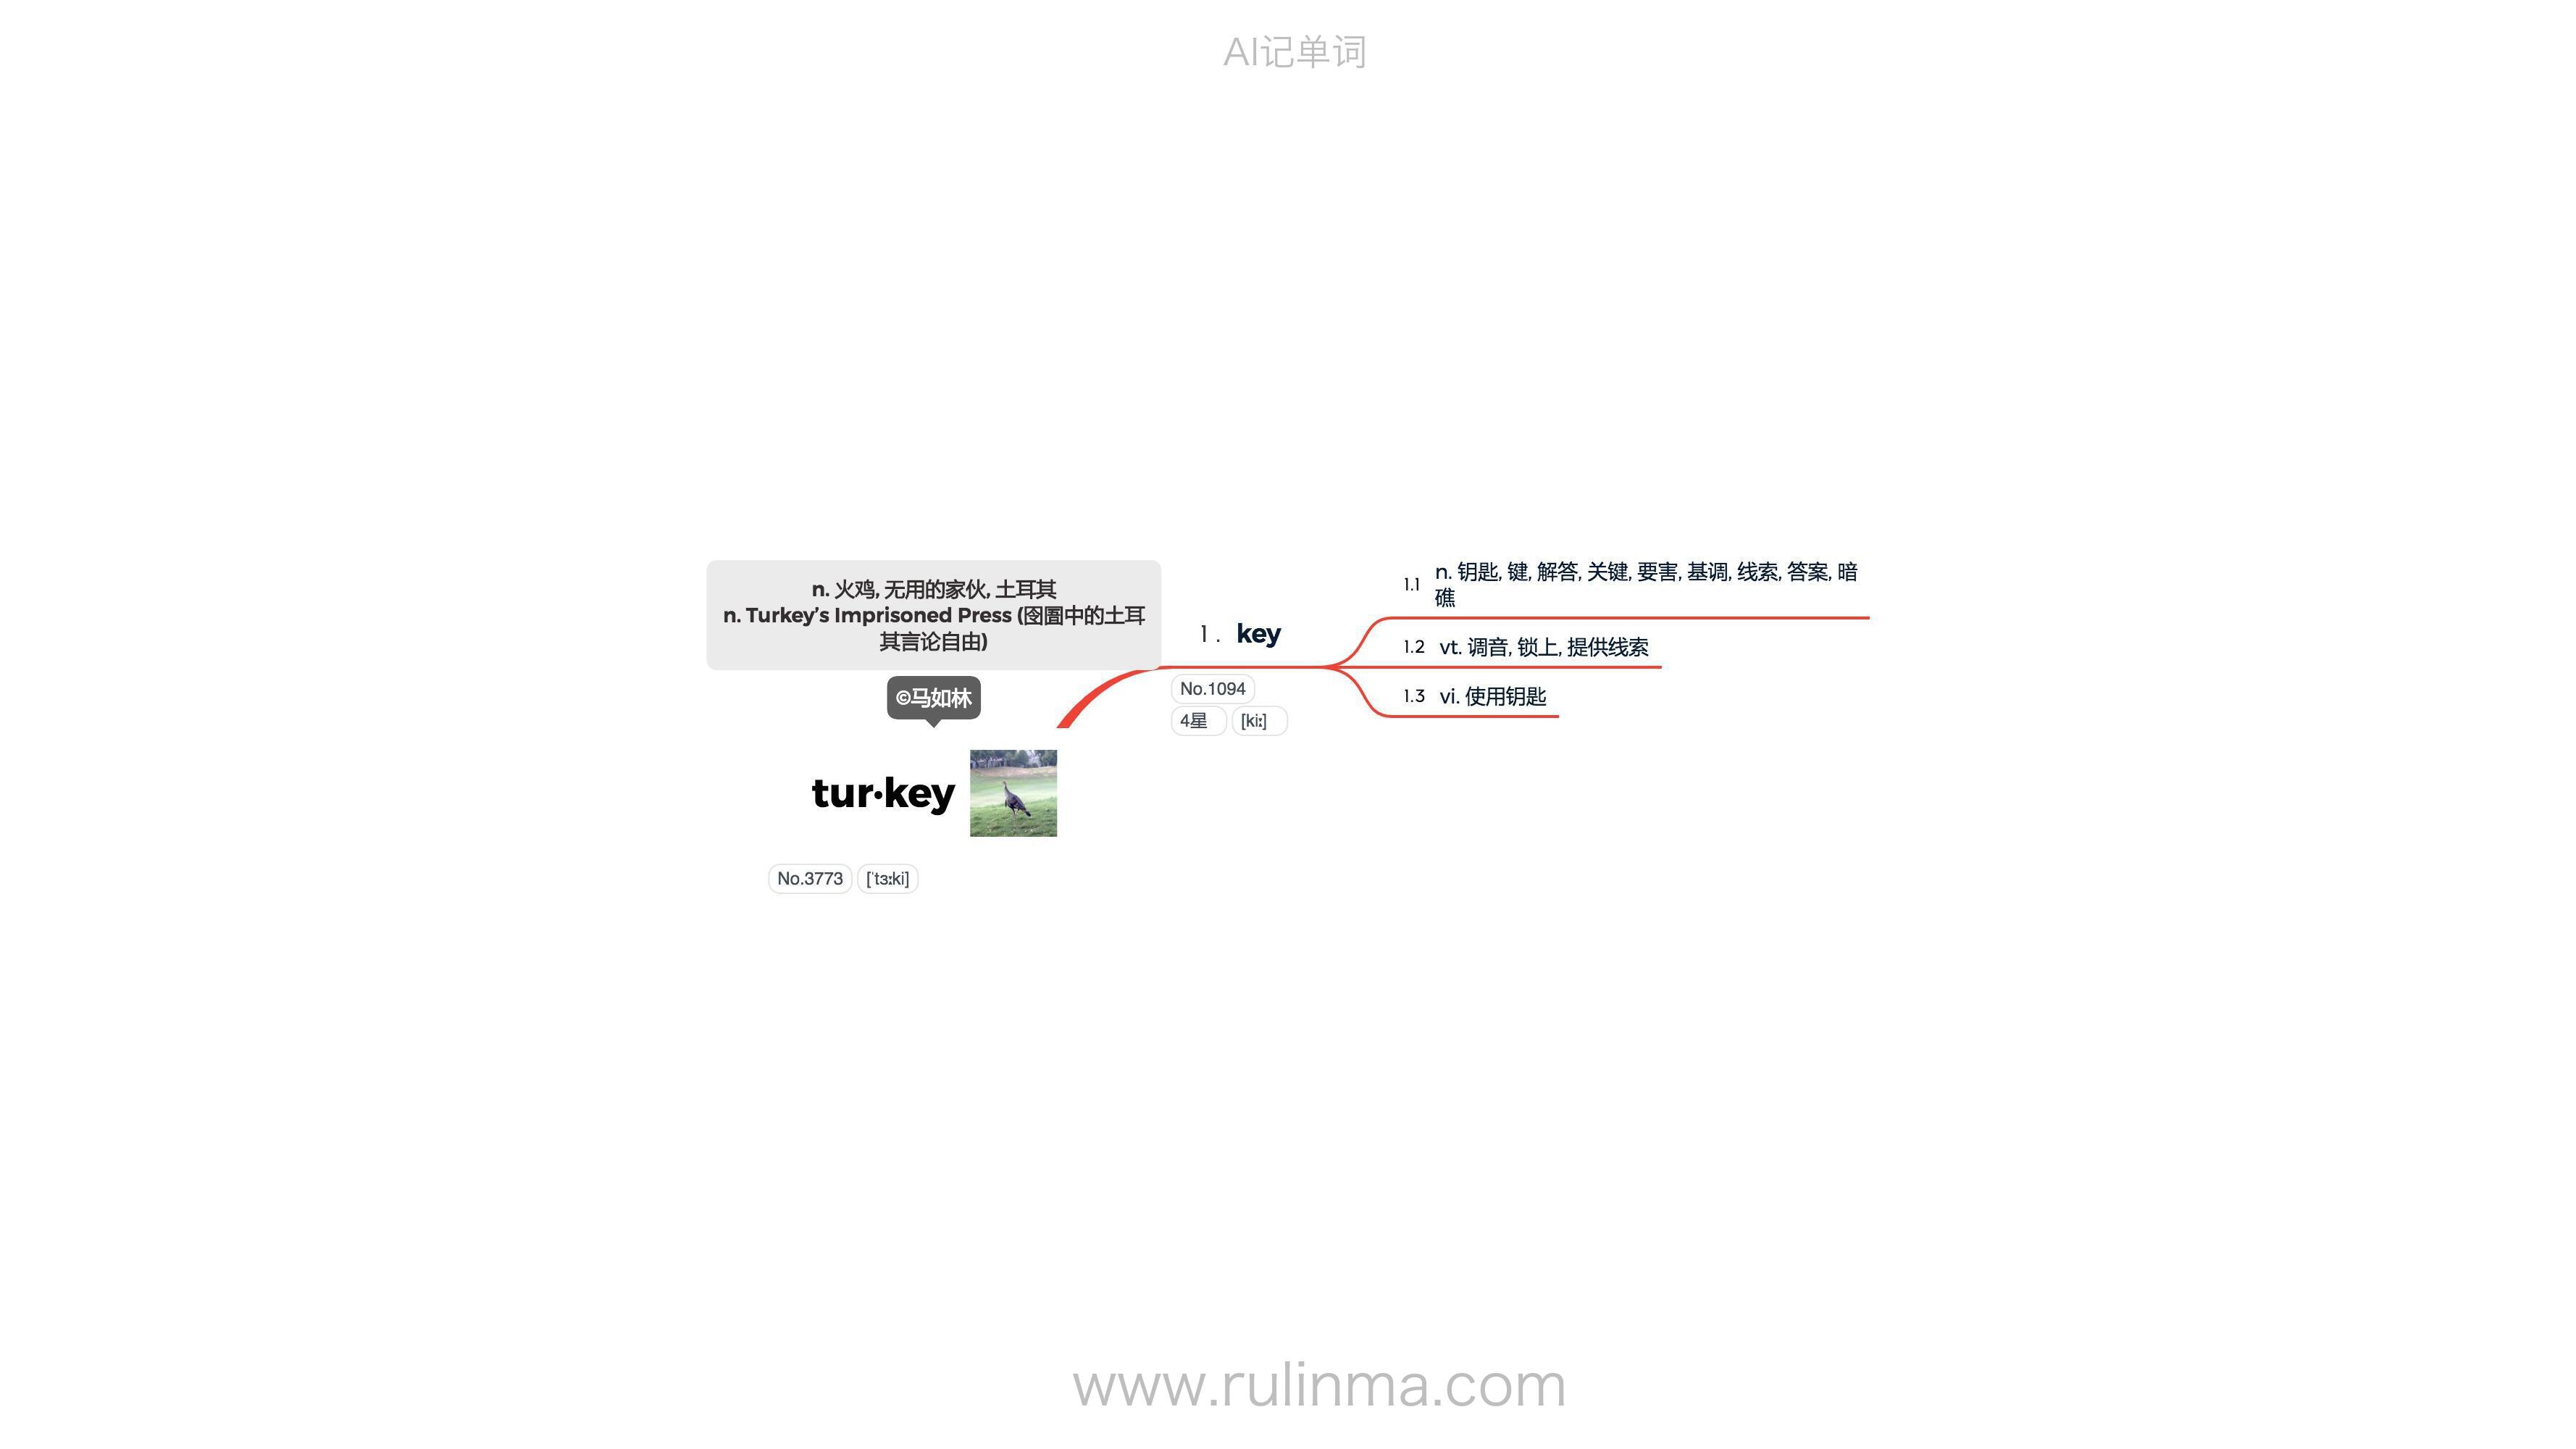 AI记单词
n. 火鸡, 无用的家伙, 土耳其
n. Turkey’s Imprisoned Press (囹圄中的土耳
其言论自由)
©马如林
tur·key
No.3773 [ˈtɜːki]
1. key
No.1094
4星 [kiː]
1.1 n. 钥匙, 键, 解答, 关键, 要害, 基调, 线索, 答案, 暗
礁
1.2 vt. 调音, 锁上, 提供线索
1.3 vi. 使用钥匙
www.rulinma.com